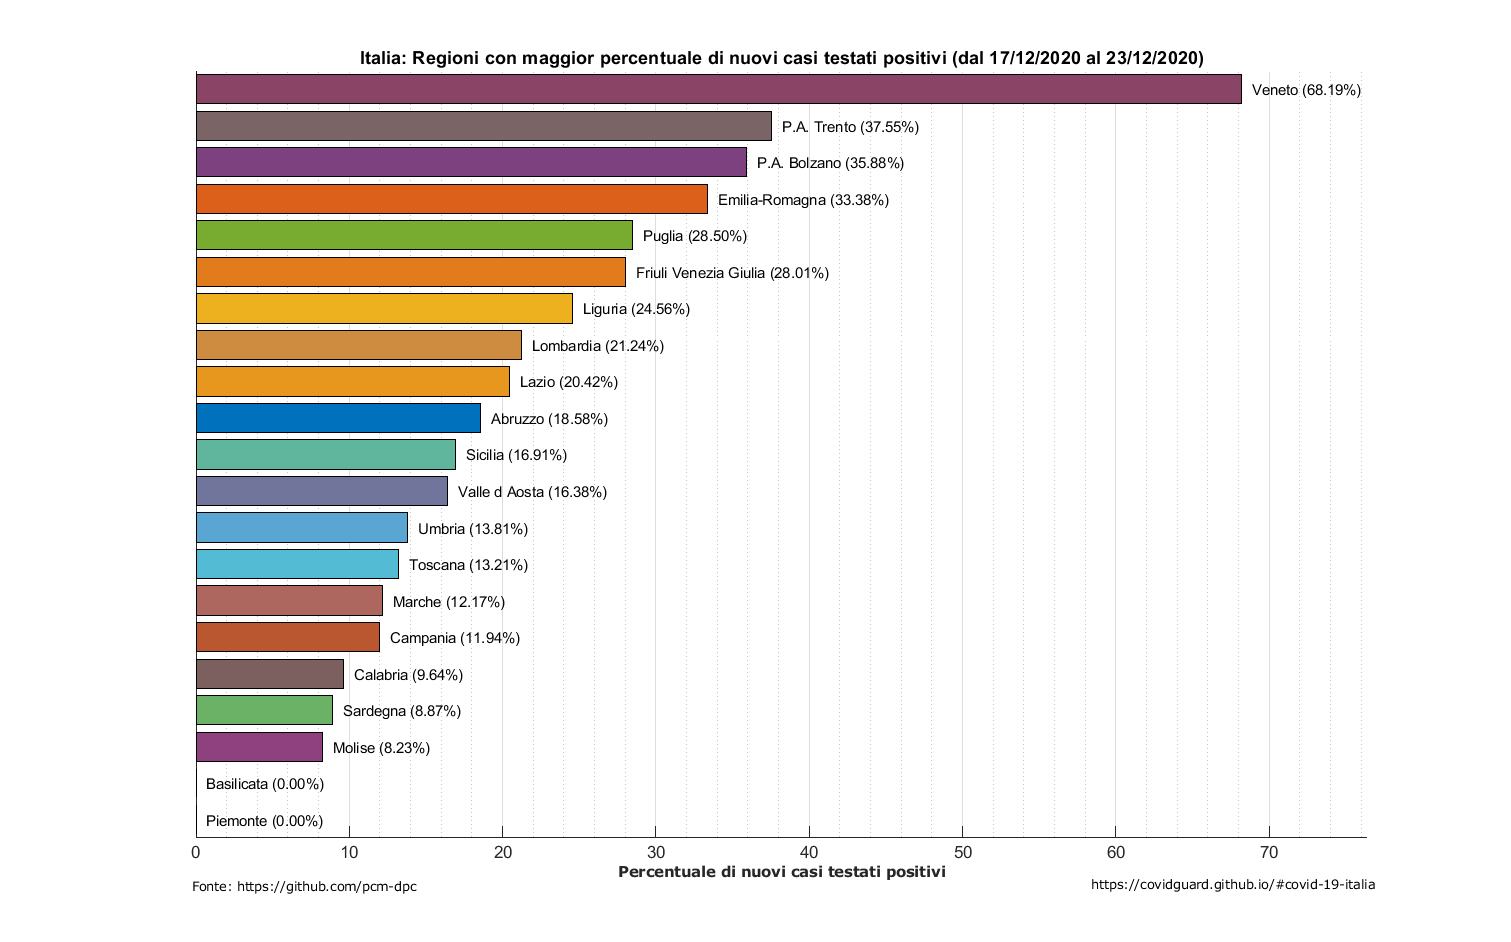 Italia: Regioni con maggior percentuale di nuovi casi testati positivi (dal 17/12/2020 al 23/12/2020)
Veneto (68.19%)
P.A. Trento (37.55%)
P.A. Bolzano (35.88%)
Emilia-Romagna (33.38%)
Puglia (28.50%)
Friuli Venezia Giulia (28.01%)
Liguria (24.56%)
Lombardia (21.24%)
Lazio (20.42%)
Abruzzo (18.58%)
Sicilia (16.91%)
Valle d Aosta (16.38%)
Umbria (13.81%)
Toscana (13.21%)
Marche (12.17%)
Campania (11.94%)
Calabria (9.64%)
Sardegna (8.87%)
Molise (8.23%)
Basilicata (0.00%)
Piemonte (0.00%)
0 10 20 30 40 50 60 70
Percentuale di nuovi casi testati positivi
Fonte: https://github.com/pcm-dpc
https://covidguard.github.io/#covid-19-italia